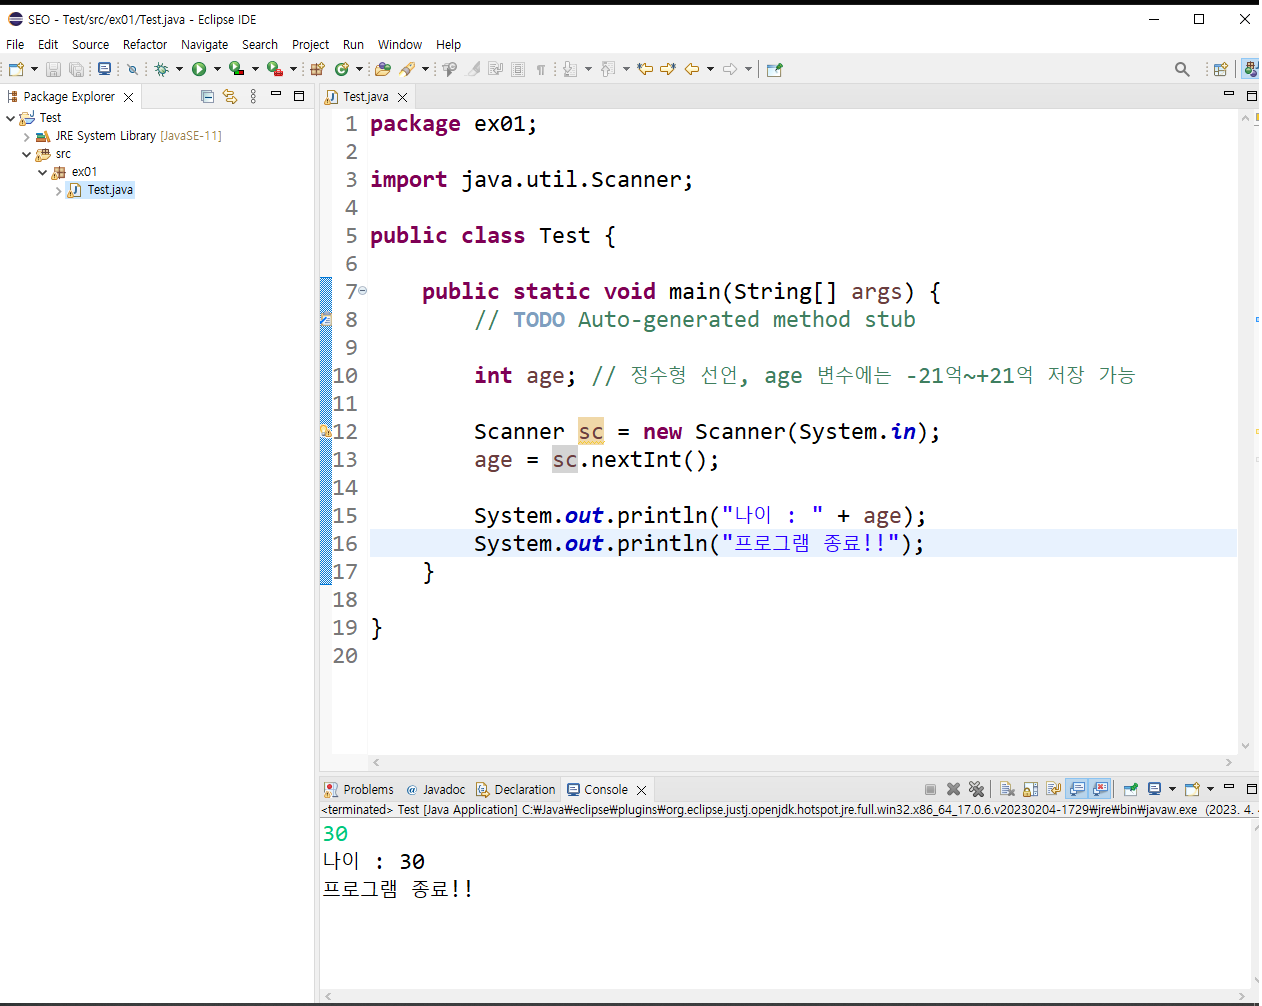 SEO - Test/src/ex01/Test.java - Eclipse IDE
File Edit Source Refactor Navigate Search Project Run Window Help
Package Explorer
Test
JRE System Library [JavaSE-11]
src
ex01
Test.java
Test.java
1 package ex01;
2
3 import java.util.Scanner;
4
5 public class Test {
6
7 public static void main(String[] args) {
8 // TODO Auto-generated method stub
9
10 int age; // 정수형 선언, age 변수에는 -21억~+21억 저장 가능
11
12 Scanner sc = new Scanner(System.in);
13 age = sc.nextInt();
14
15 System.out.println("나이 : " + age);
16 System.out.println("프로그램 종료!!");
17 }
18
19 }
20
Problems @ Javadoc Declaration Console
<terminated> Test [Java Application] C:₩Java₩eclipse₩plugins₩org.eclipse.justj.openjdk.hotspot.jre.full.win32.x86_64_17.0.6.v20230204-1729₩jre₩bin₩javaw.exe (2023. 4.
30
나이 : 30
프로그램 종료!!